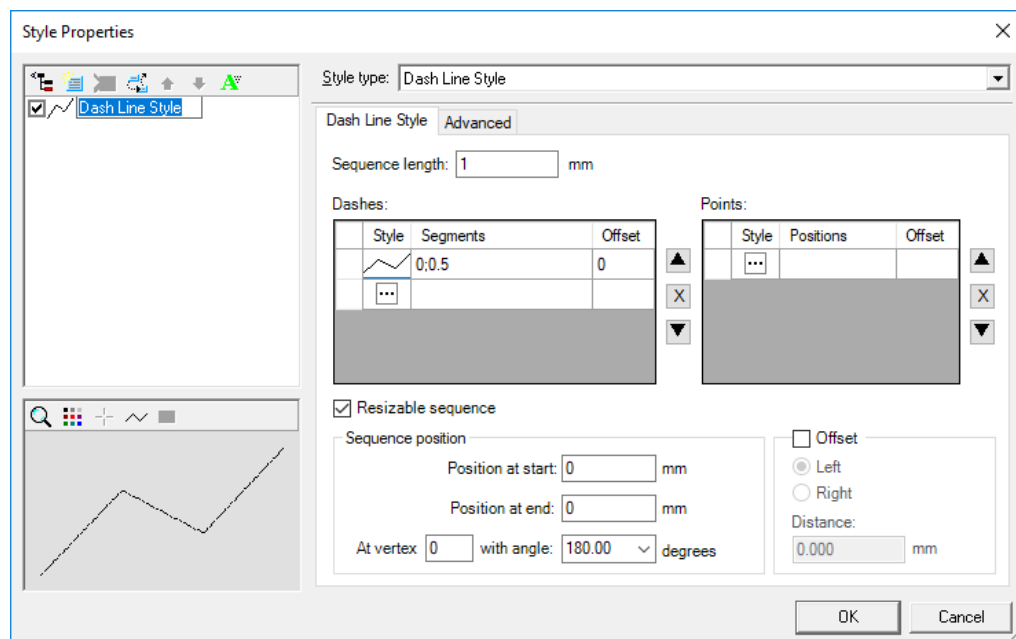 Style Properties
Style type: Dash Line Style
Dash Line Style
Dash Line Style Advanced
Sequence length: 1 mm
Dashes: Points:
Style Segments Offset Style Positions Offset
0;0.5 0
X X
Resizable sequence
Sequence position Offset
Position at start: 0 mm Left
Right
Position at end: 0 mm
Distance:
At vertex 0 with angle: 180.00 degrees 0.000 mm
OK Cancel